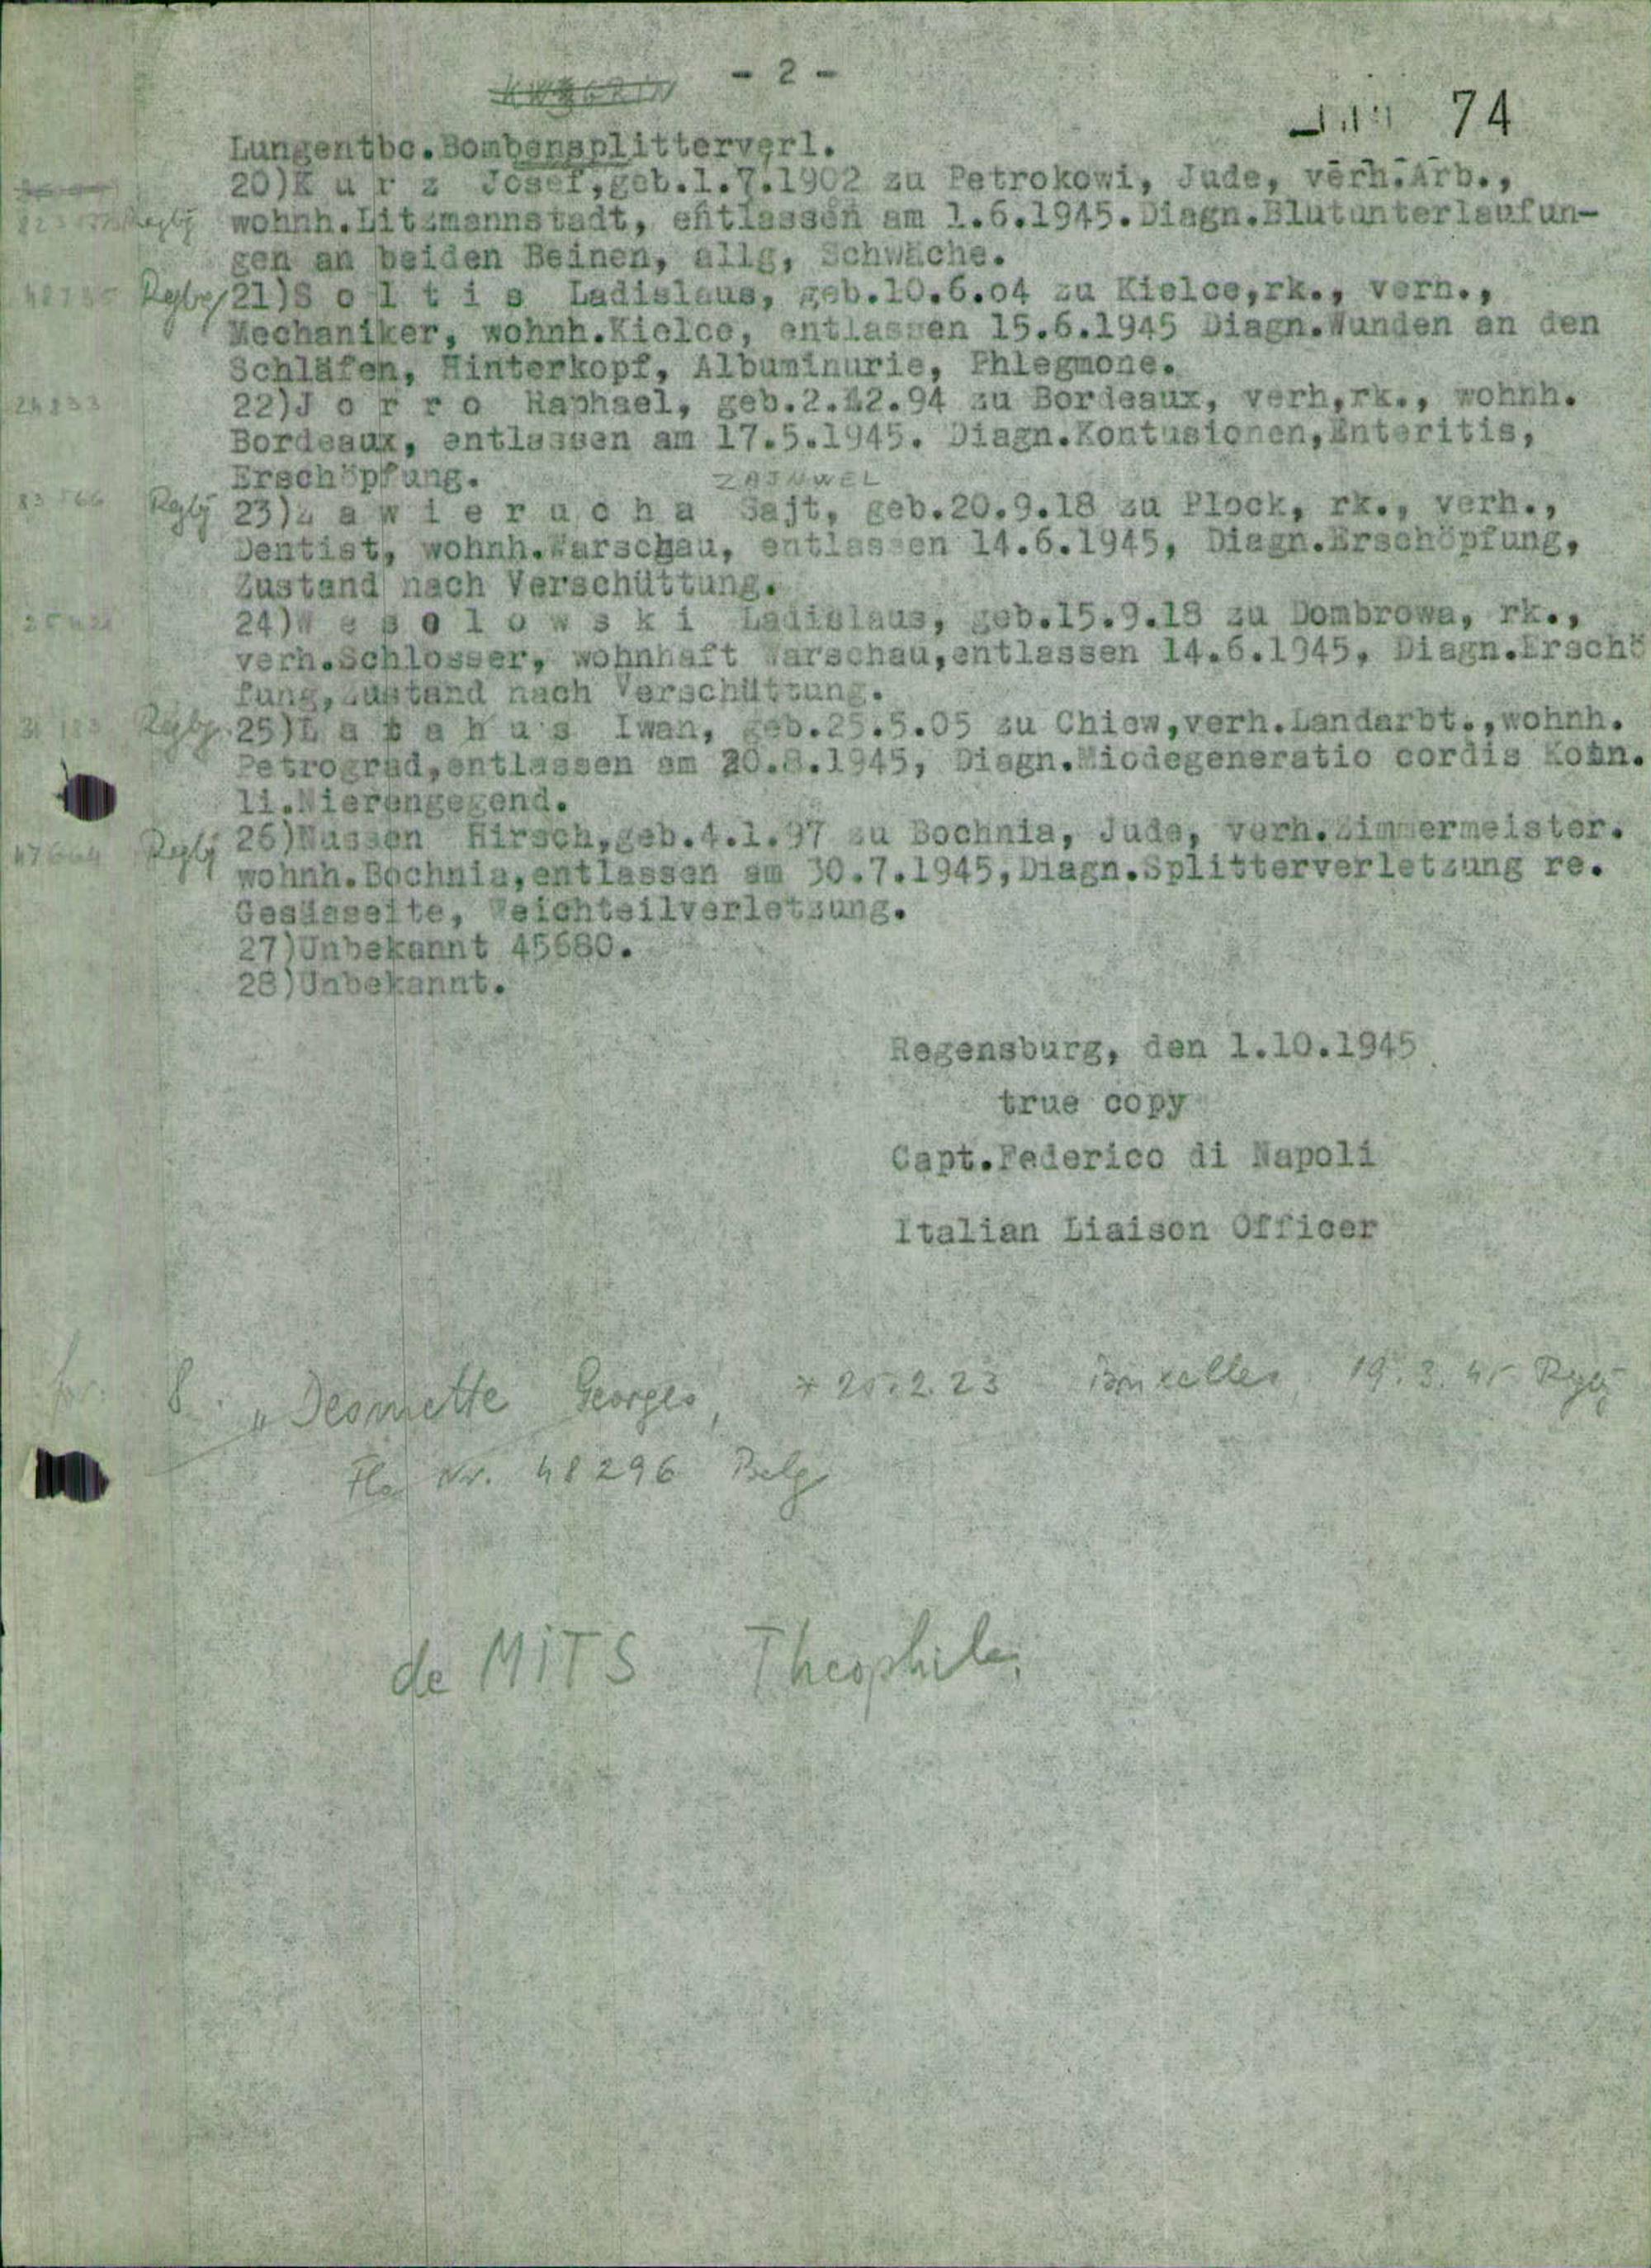 - 2 -
74
Lungentbc.Bombensplitterverl.
20)K u r z Josef,geb.1.7.1902 zu Petrokowi, Jude, verh.Arb.,
wohnh.Litzmannstadt, entlassen am 1.6.1945.Diagn.Blutunterlaufun-
gen an beiden Beinen, allg, Schwäche.
21)S o l t i s Ladislaus, geb.10.6.04 zu Kielce,rk., verh.,
Mechaniker, wohnh.Kielce, entlassen 15.6.1945 Diagn.Wunden an den
Schläfen, Hinterkopf, Albuminurie, Phlegmone.
22)J o r r o Raphael, geb.2.12.94 zu Bordeaux, verh,rk., wohnh.
Bordeaux, entlassen am 17.5.1945. Diagn.Kontusionen,Enteritis,
Erschöpfung.
23)Z a w i e r u c h a Sajt, geb.20.9.18 zu Plock, rk., verh.,
Dentist, wohnh.Warschau, entlassen 14.6.1945, Diagn.Erschöpfung,
Zustand nach Verschüttung.
24)W e s o l o w s k i Ladislaus, geb.15.9.18 zu Dombrowa, rk.,
verh.Schlosser, wohnhaft Warschau,entlassen 14.6.1945, Diagn.Erschö
fung,Zustand nach Verschüttung.
25) Iwan, geb.25.5.05 zu Chiew,verh.Landarbt.,wohnh.
Petrograd,entlassen am 20.8.1945, Diagn.Miodegeneratio cordis
li.Nierengegend.
26)Nussen Hirsch,geb.4.1.97 zu Bochnia, Jude, verh.Zimmermeister.
wohnh.Bochnia,entlassen am 30.7.1945,Diagn.Splitterverletzung re.
Gesässeite, Weichteilverletzung.
27)Unbekannt 45680.
28)Unbekannt.
Regensburg, den 1.10.1945
true copy
Capt.Federico di Napoli
Italian Liaison Officer
Georges, 2.23 Bruxelles, 19.3.45
Nr. 48296 Belg
de MiTS Theophile